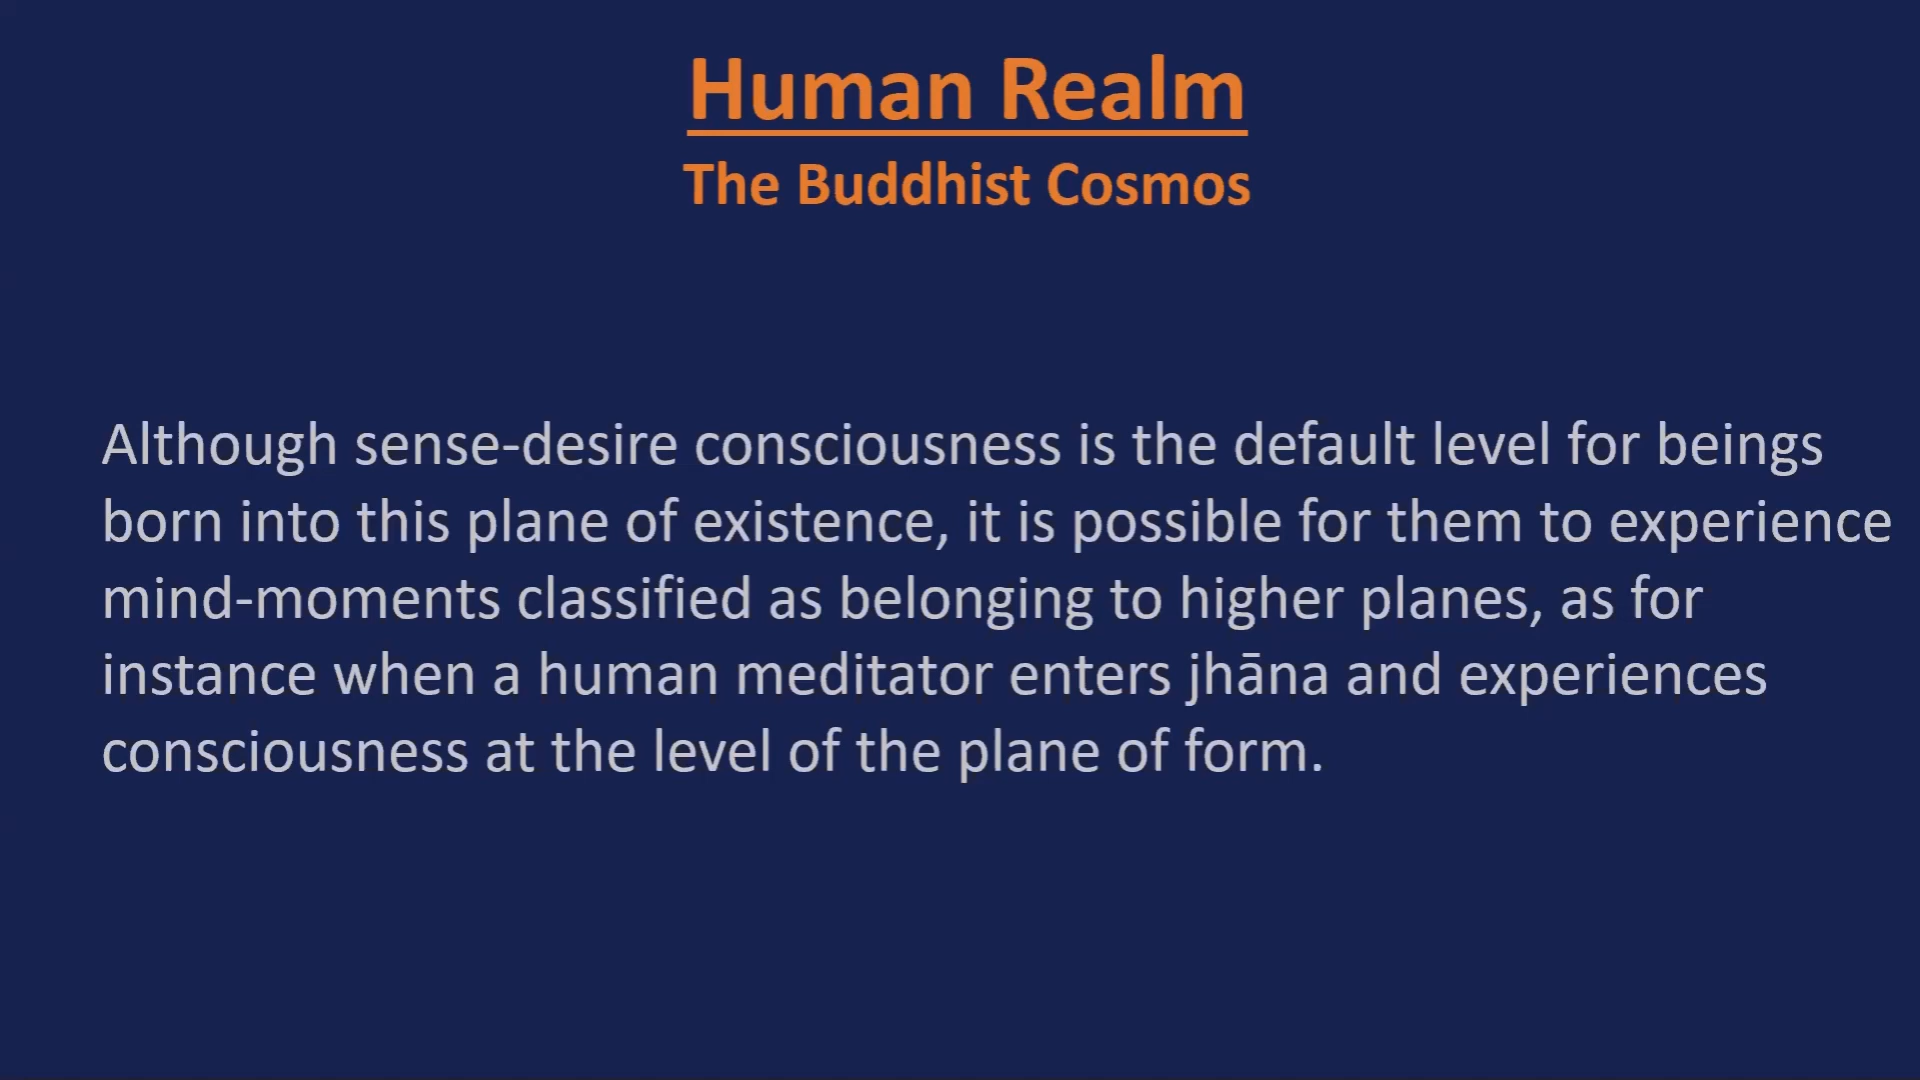 Human Realm
The Buddhist Cosmos
Although sense-desire consciousness is the default level for beings
born into this plane of existence, it is possible for them to experience
mind-moments classified as belonging to higher planes, as for
instance when a human meditator enters jhāna and experiences
consciousness at the level of the plane of form.